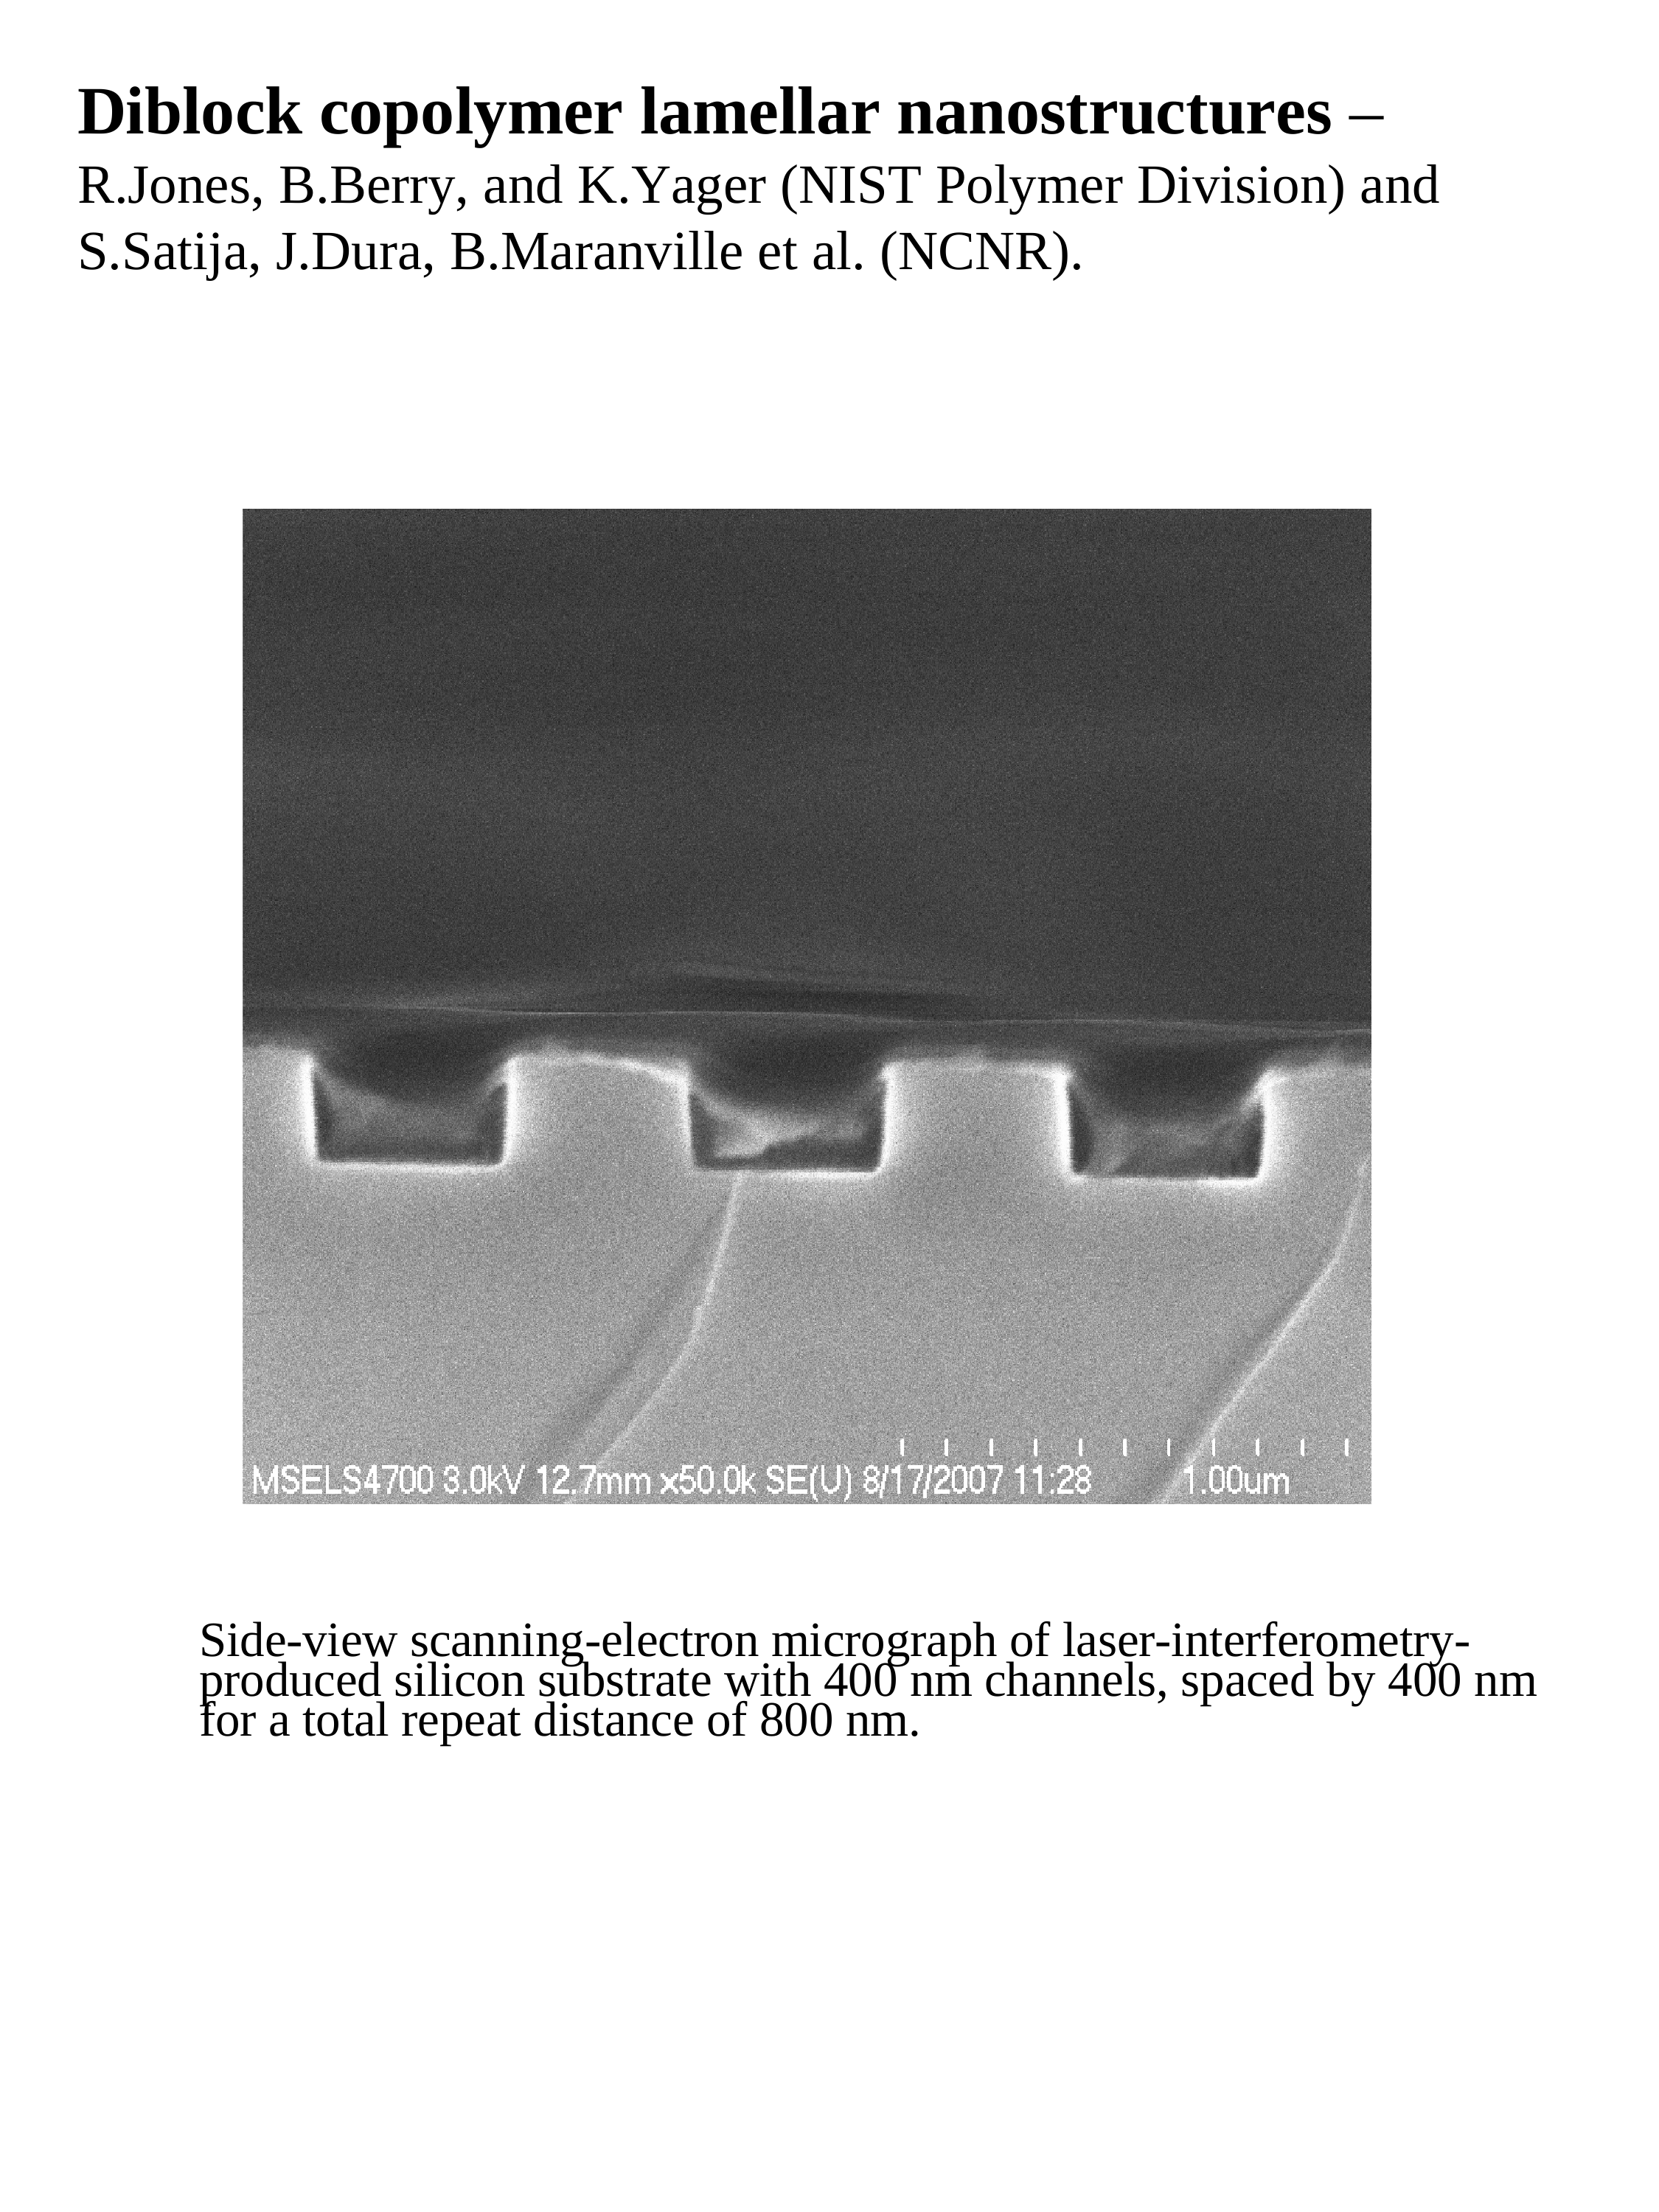 Diblock copolymer lamellar nanostructures –
R.Jones, B.Berry, and K.Yager (NIST Polymer Division) and
S.Satija, J.Dura, B.Maranville et al. (NCNR).
MSELS4700 3.0kV 12.7mm x50.0k SE(U) 8/17/2007 11:28 1.00um
Side-view scanning-electron micrograph of laser-interferometry-
produced silicon substrate with 400 nm channels, spaced by 400 nm
for a total repeat distance of 800 nm.